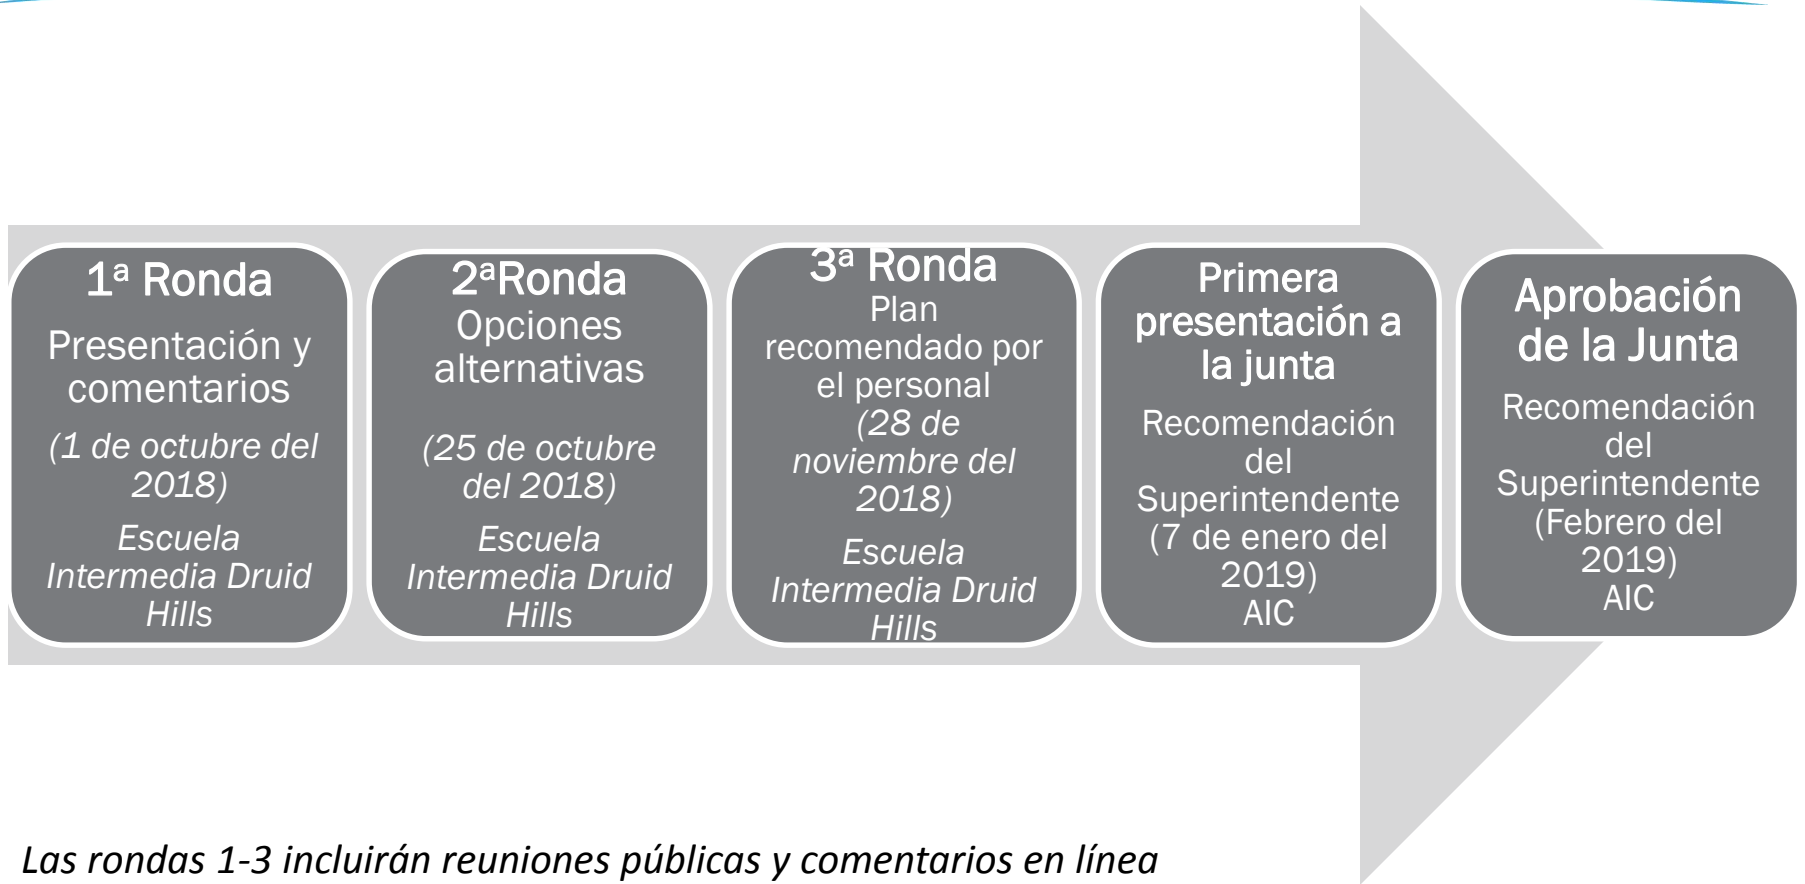 1ª Ronda
Presentación y
comentarios
(1 de octubre del
2018)
Escuela
Intermedia Druid
Hills
2ªRonda
Opciones
alternativas
(25 de octubre
del 2018)
Escuela
Intermedia Druid
Hills
3ª Ronda
Plan
recomendado por
el personal
(28 de
noviembre del
2018)
Escuela
Intermedia Druid
Hills
Primera
presentación a
la junta
Recomendación
del
Superintendente
(7 de enero del
2019)
AIC
Aprobación
de la Junta
Recomendación
del
Superintendente
(Febrero del
2019)
AIC
Las rondas 1-3 incluirán reuniones públicas y comentarios en línea